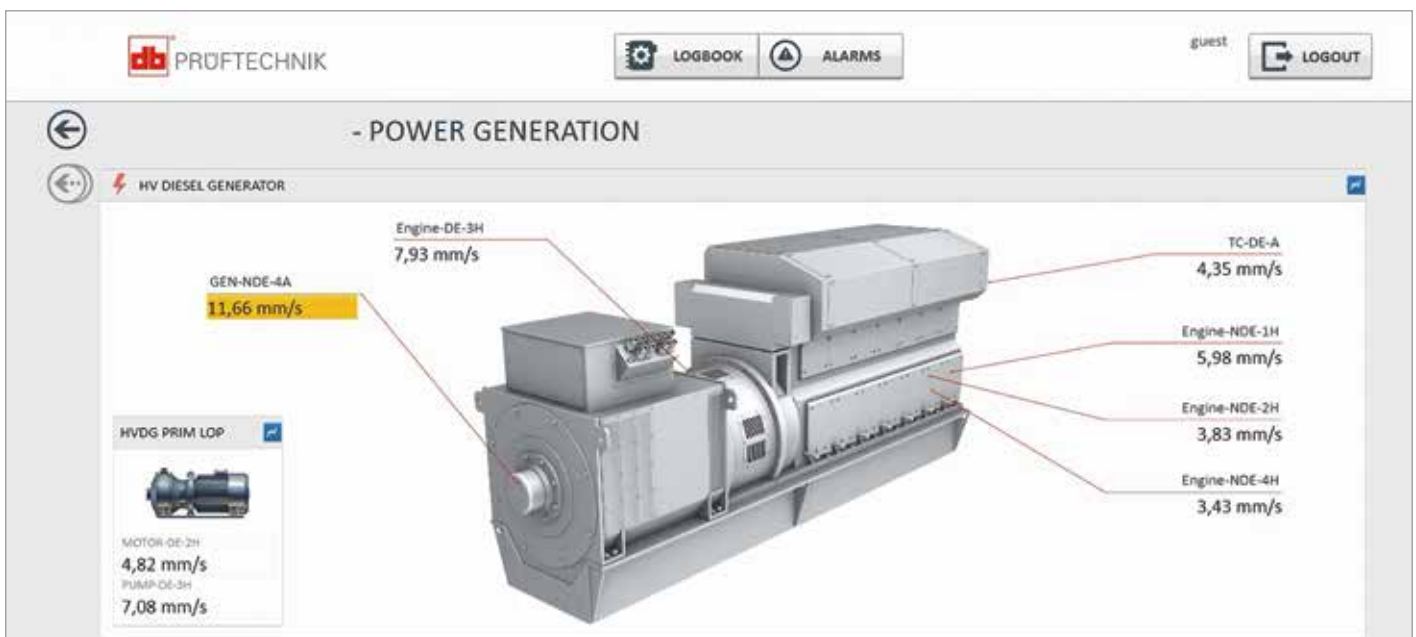 db PRÜFTECHNIK
LOGBOOK
ALARMS
guest
LOGOUT
- POWER GENERATION
HV DIESEL GENERATOR
Engine-DE-3H
7,93 mm/s
GEN-NDE-4A
11,66 mm/s
TC-DE-A
4,35 mm/s
Engine-NDE-1H
5,98 mm/s
Engine-NDE-2H
3,83 mm/s
Engine-NDE-4H
3,43 mm/s
HVDG PRIM LOP
MOTOR-DE-2H
4,82 mm/s
PUMP-DE-3H
7,08 mm/s